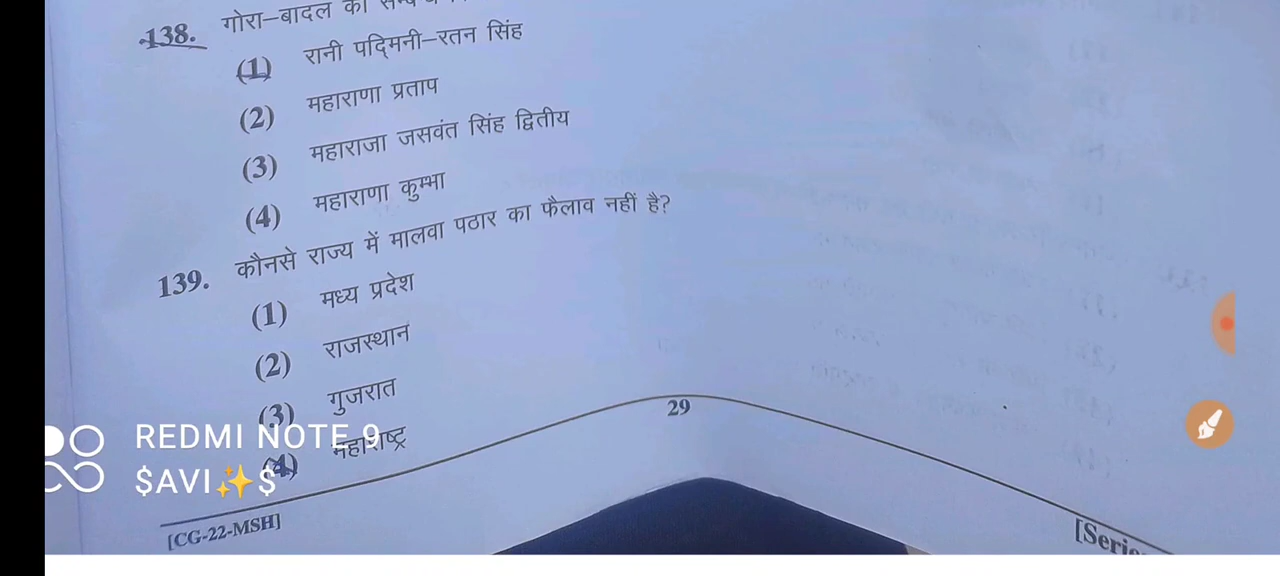 138. गोरा-बादल का
(1) रानी पद्मिनी-रतन सिंह
(2) महाराणा प्रताप
(3) महाराजा जसवंत सिंह द्वितीय
(4) महाराणा कुम्भा
139. कौनसे राज्य में मालवा पठार का फैलाव नहीं है?
(1) मध्य प्रदेश
(2) राजस्थान
(3) गुजरात
(4) महाराष्ट्र
29
REDMI NOTE 9
$AVI✨$
[CG-22-MSH]